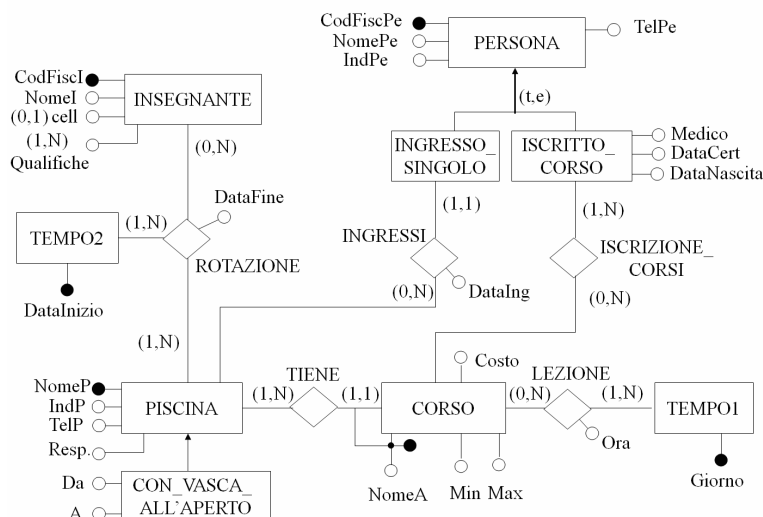 CodFiscPe
NomePe
IndPe
PERSONA
TelPe
(t,e)
CodFiscI
NomeI
(0,1) cell
(1,N)
Qualifiche
INSEGNANTE
(0,N)
INGRESSO_
SINGOLO
ISCRITTO_
CORSO
Medico
DataCert
DataNascita
(1,1)
(1,N)
DataFine
(1,N)
TEMPO2
ROTAZIONE
INGRESSI
ISCRIZIONE_
CORSI
DataIng
(0,N)
(0,N)
DataInizio
(1,N)
NomeP
IndP
TelP
Resp.
PISCINA
(1,N)
TIENE
(1,1)
CORSO
Costo
(0,N)
LEZIONE
(1,N)
TEMPO1
Ora
Giorno
NomeA
Min
Max
Da
A
CON_VASCA_
ALL'APERTO